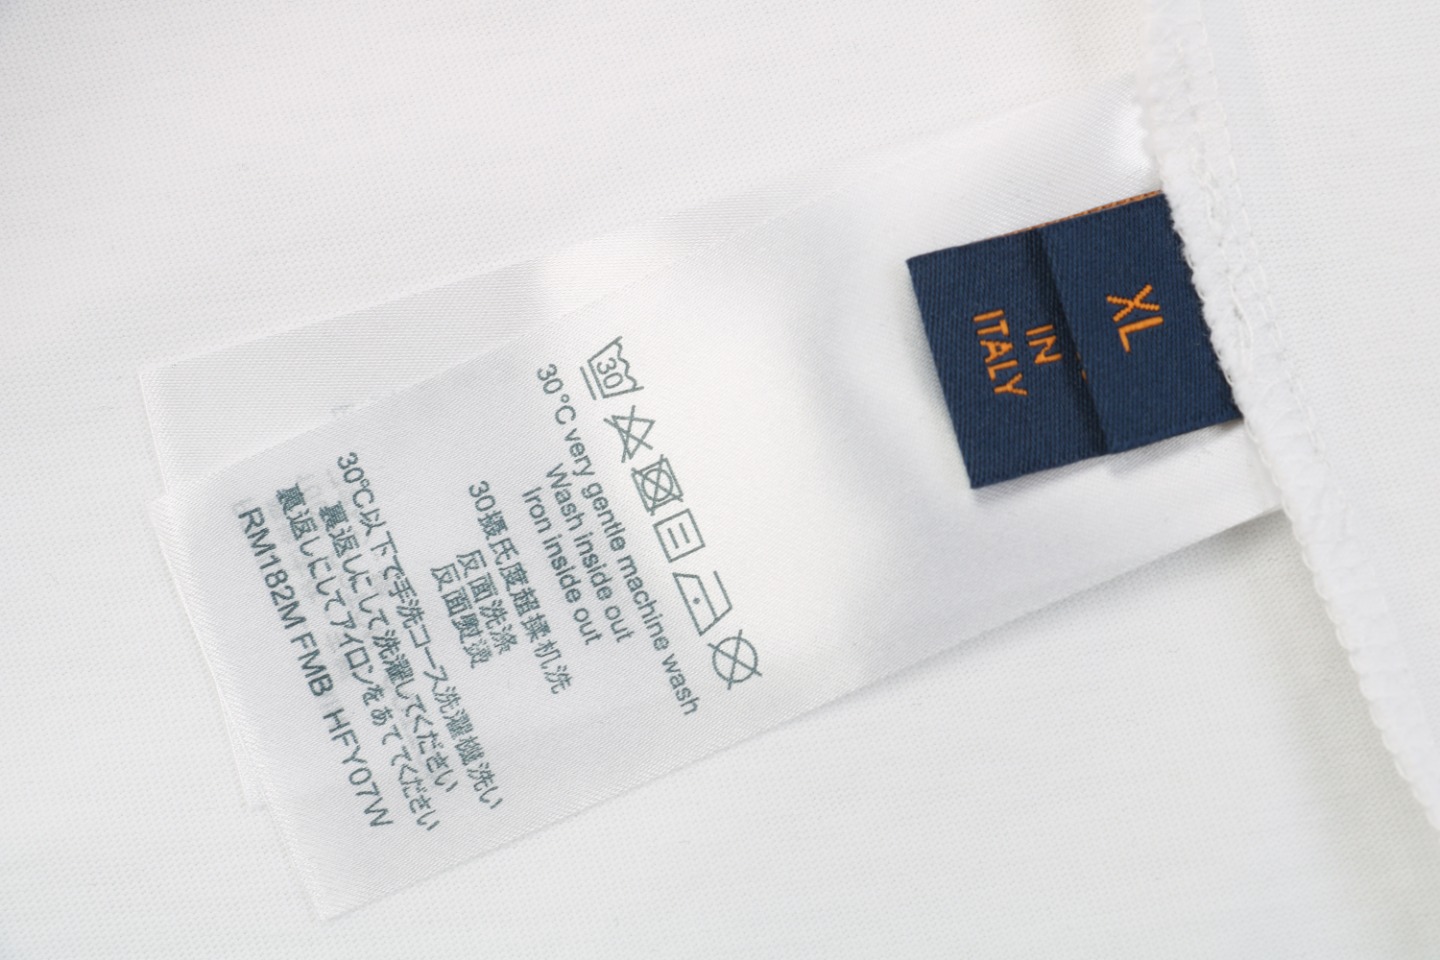 XL
IN
ITALY
30
30°C very gentle machine wash
Wash inside out
Iron inside out
30摄氏度超揉机洗
反面洗涤
反面熨烫
30℃以下で手洗コース洗濯機洗い
裏返しにして洗濯してください
裏返しにしてアイロンをあててください
RM182M FMB HFY07W